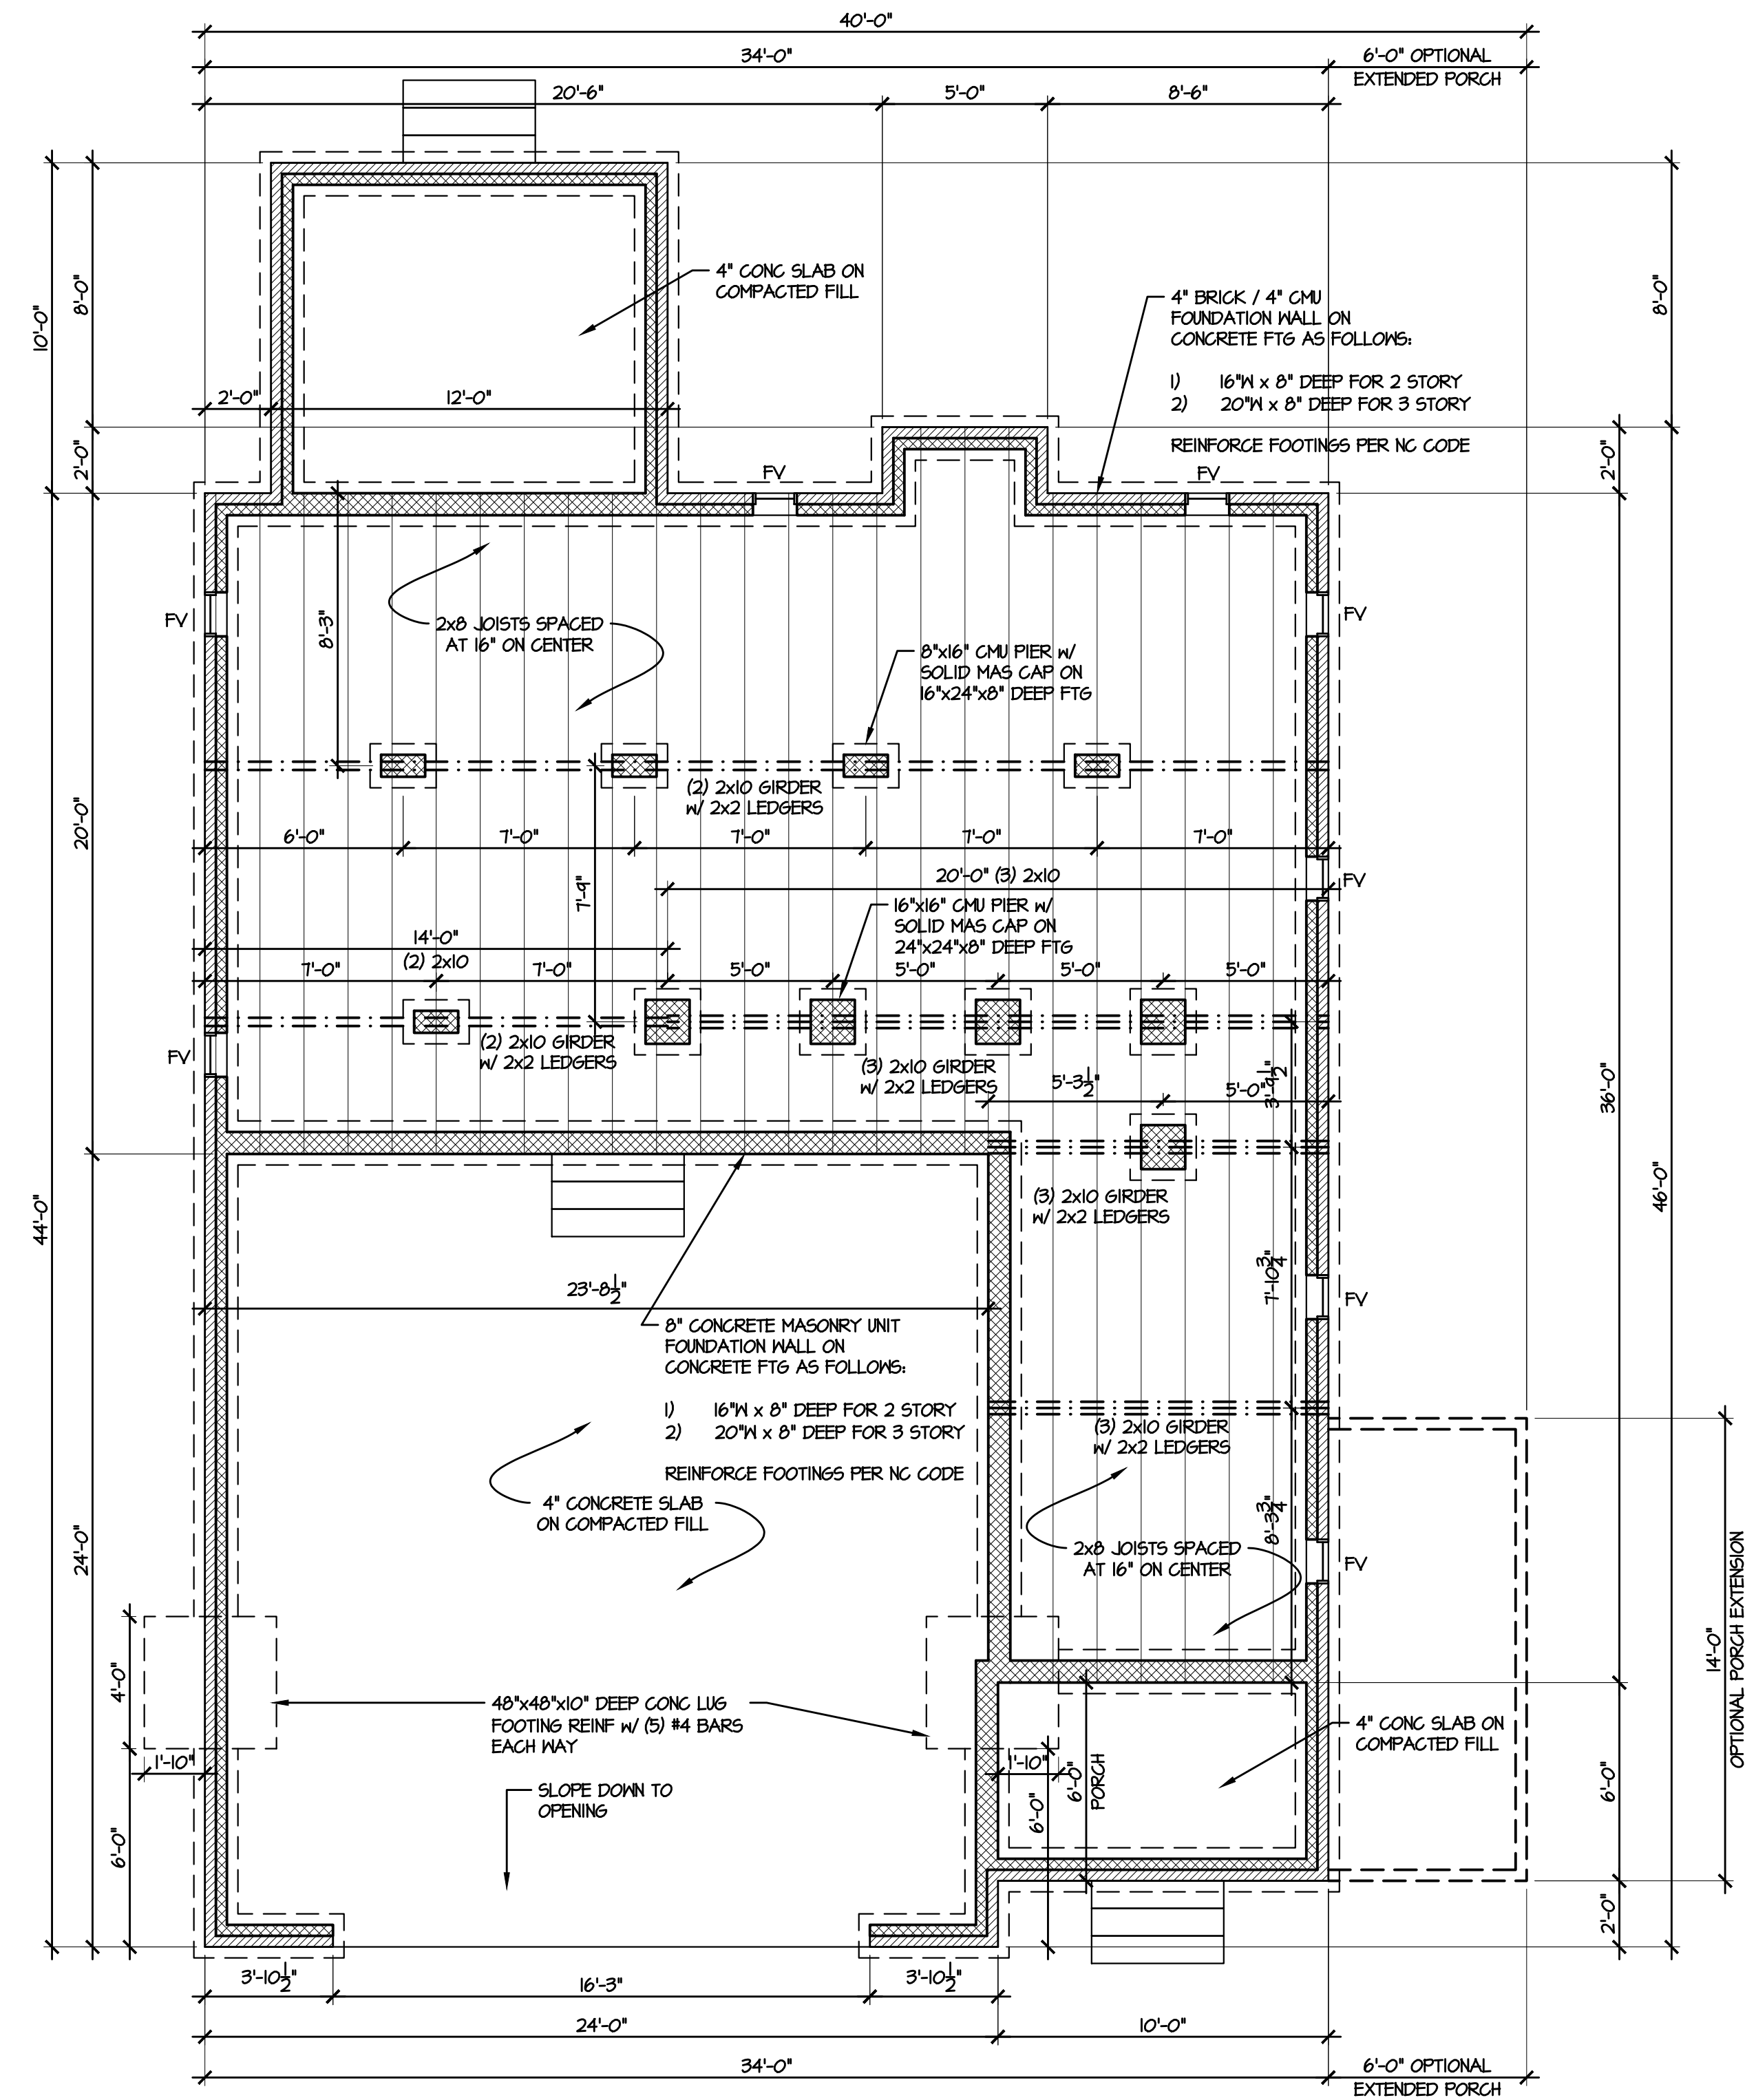 40'-0"
34'-0"
6'-0" OPTIONAL
EXTENDED PORCH
20'-6"
5'-0"
8'-6"
10'-0"
8'-0"
2'-0"
8'-0"
2'-0"
4" CONC SLAB ON
COMPACTED FILL
4" BRICK / 4" CMU
FOUNDATION WALL ON
CONCRETE FTG AS FOLLOWS:
1) 16"W x 8" DEEP FOR 2 STORY
2) 20"W x 8" DEEP FOR 3 STORY
REINFORCE FOOTINGS PER NC CODE
2'-0"
12'-0"
FV
FV
FV
FV
8'-3"
2x8 JOISTS SPACED
AT 16" ON CENTER
8"x16" CMU PIER w/
SOLID MAS CAP ON
16"x24"x8" DEEP FTG
(2) 2x10 GIRDER
w/ 2x2 LEDGERS
20'-0"
6'-0"
7'-0"
7'-0"
7'-0"
7'-0"
20'-0" (3) 2x10
FV
7'-9"
16"x16" CMU PIER w/
SOLID MAS CAP ON
24"x24"x8" DEEP FTG
14'-0"
(2) 2x10
7'-0"
7'-0"
5'-0"
5'-0"
5'-0"
5'-0"
FV
(2) 2x10 GIRDER
w/ 2x2 LEDGERS
(3) 2x10 GIRDER
w/ 2x2 LEDGERS
5'-3 1/2"
5'-0"
3'-9 1/2"
36'-0"
46'-0"
44'-0"
(3) 2x10 GIRDER
w/ 2x2 LEDGERS
7'-10 3/4"
FV
23'-8 1/2"
8" CONCRETE MASONRY UNIT
FOUNDATION WALL ON
CONCRETE FTG AS FOLLOWS:
1) 16"W x 8" DEEP FOR 2 STORY
2) 20"W x 8" DEEP FOR 3 STORY
REINFORCE FOOTINGS PER NC CODE
(3) 2x10 GIRDER
w/ 2x2 LEDGERS
4" CONCRETE SLAB
ON COMPACTED FILL
8'-3 3/4"
2x8 JOISTS SPACED
AT 16" ON CENTER
FV
24'-0"
14'-0"
OPTIONAL PORCH EXTENSION
4'-0"
48"x48"x10" DEEP CONC LUG
FOOTING REINF w/ (5) #4 BARS
EACH WAY
4" CONC SLAB ON
COMPACTED FILL
1'-10"
1'-10"
6'-0"
PORCH
6'-0"
6'-0"
SLOPE DOWN TO
OPENING
6'-0"
2'-0"
3'-10 1/2"
16'-3"
3'-10 1/2"
24'-0"
10'-0"
34'-0"
6'-0" OPTIONAL
EXTENDED PORCH